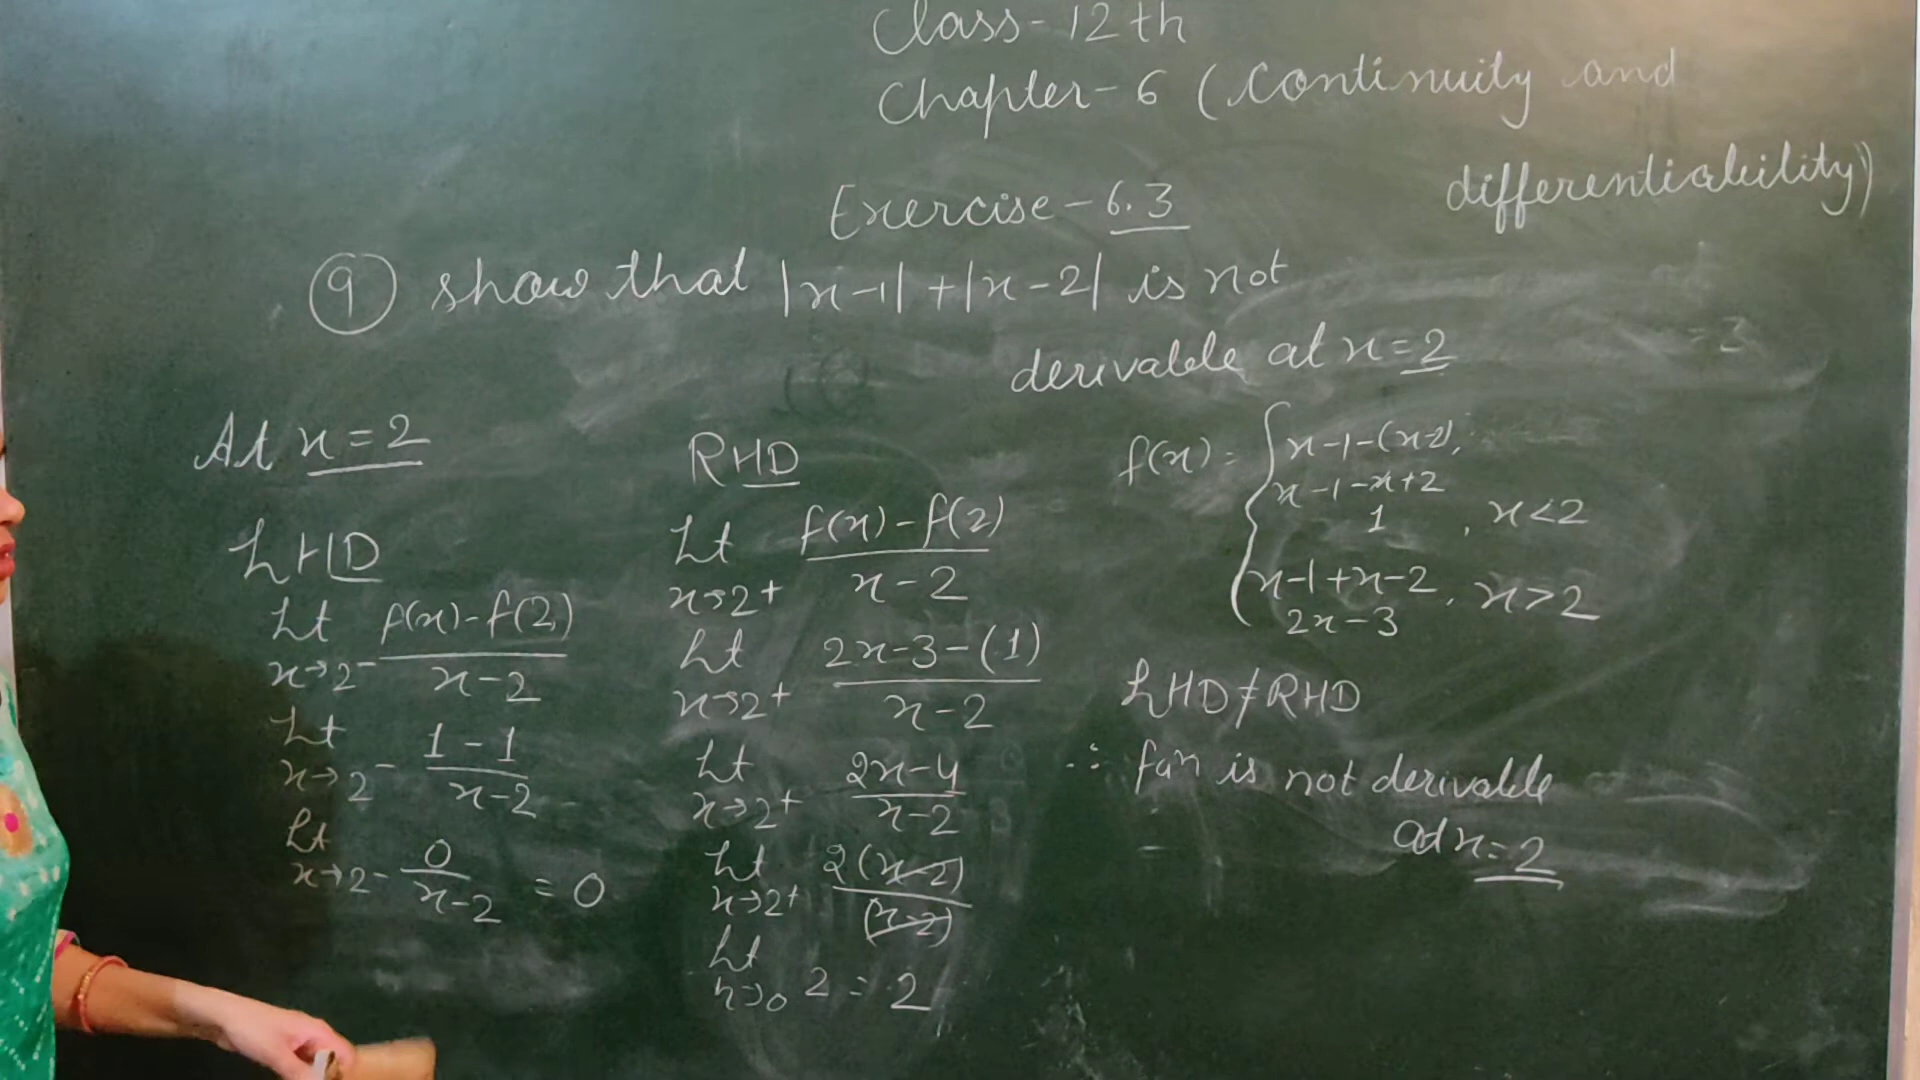 Class-12th
Chapter-6 (Continuity and
differentiability)
Exercise-6.3
9 show that |x-1|+|x-2| is not
derivable at x=2
At x=2
LHD
Lt f(x)-f(2)
x→2- x-2
Lt 1-1
x→2- x-2
Lt 0
x→2- x-2 = 0
RHD
Lt f(x)-f(2)
x→2+ x-2
Lt 2x-3-(1)
x→2+ x-2
Lt 2x-4
x→2+ x-2
Lt 2(x-2)
x→2+ (x-2)
Lt
h→0 2 = 2
f(x) = { x-1-(x-2),
x-1-x+2
1 , x<2
x-1+x-2, x>2
2x-3
LHD≠RHD
∴ fxn is not derivable
at x=2